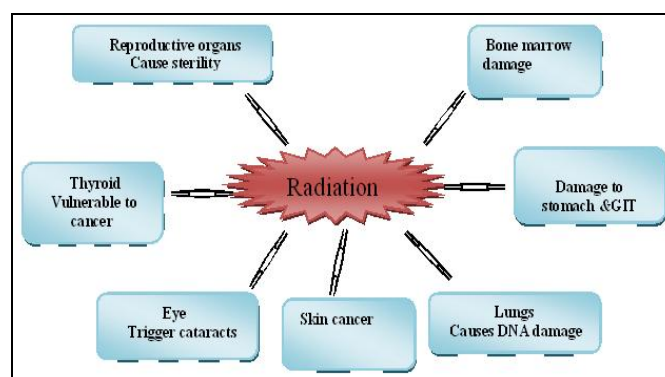 Reproductive organs
Cause sterility
Bone marrow
damage
Thyroid
Vulnerable to
cancer
Radiation
Damage to
stomach &GIT
Eye
Trigger cataracts
Skin cancer
Lungs
Causes DNA damage